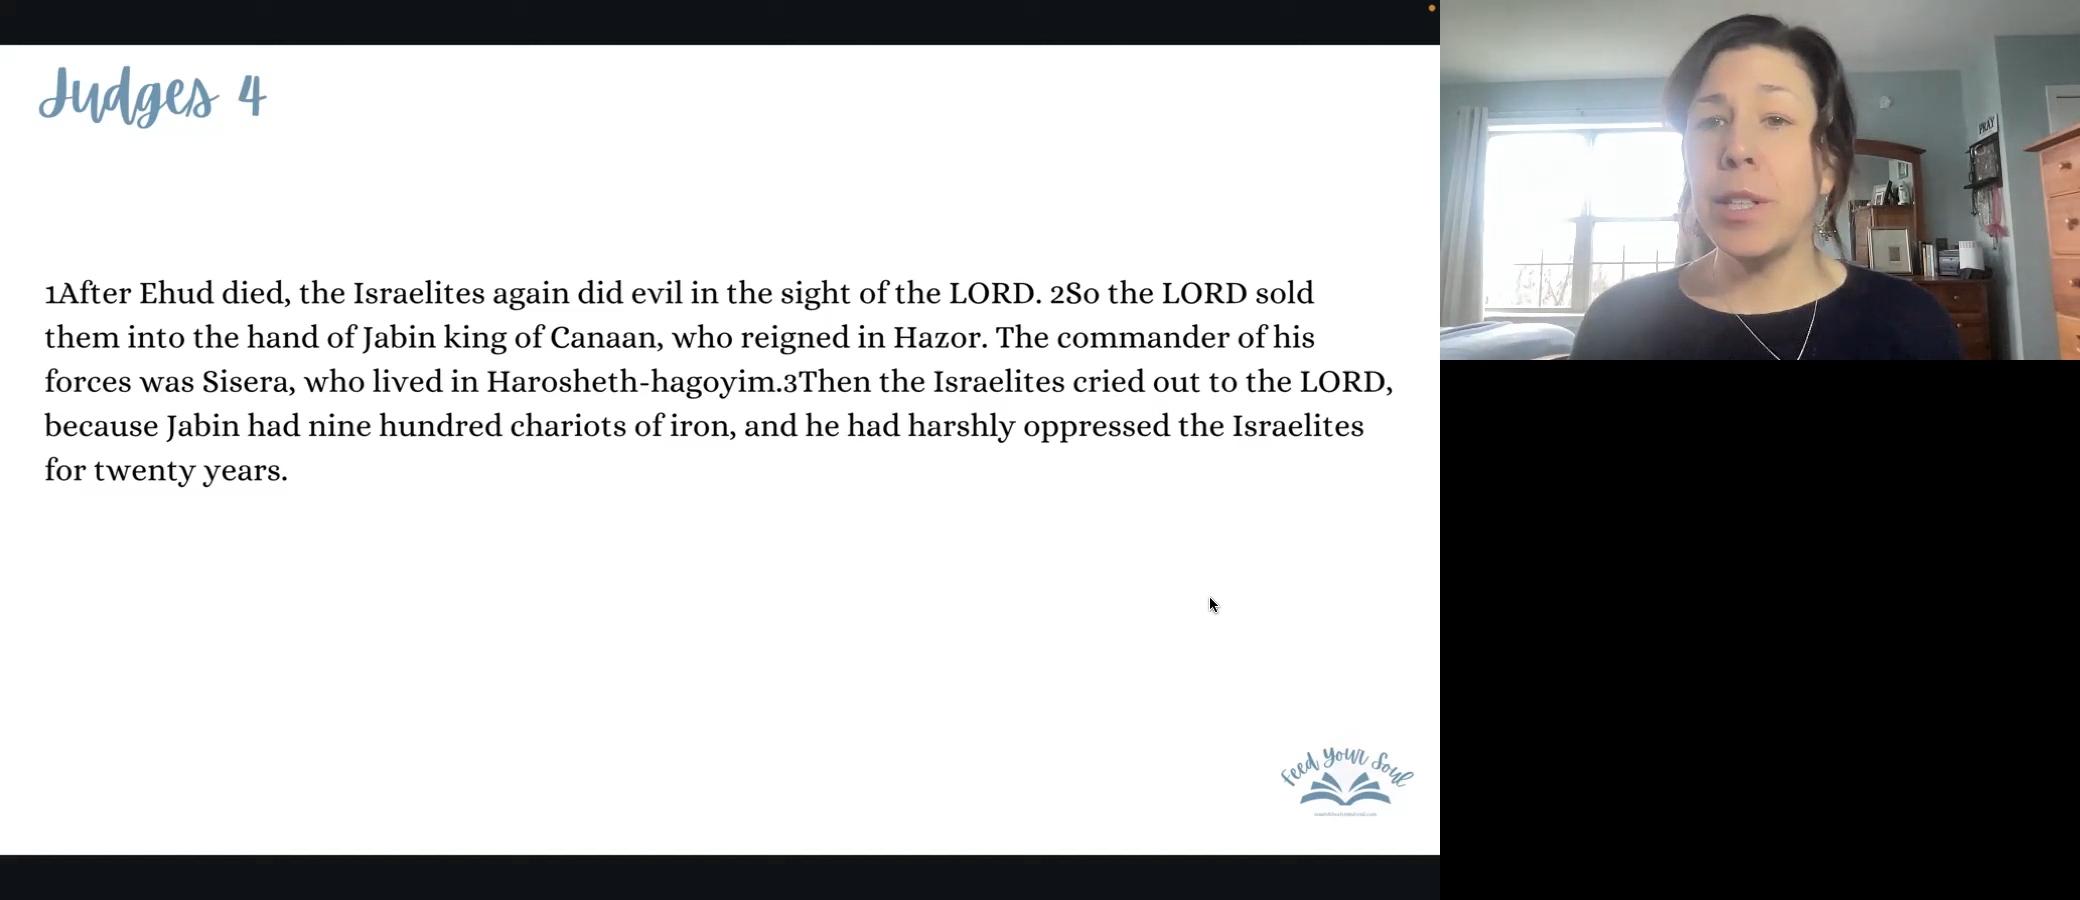 Judges 4
1After Ehud died, the Israelites again did evil in the sight of the LORD. 2So the LORD sold
them into the hand of Jabin king of Canaan, who reigned in Hazor. The commander of his
forces was Sisera, who lived in Harosheth-hagoyim.3Then the Israelites cried out to the LORD,
because Jabin had nine hundred chariots of iron, and he had harshly oppressed the Israelites
for twenty years.
Feed Your Soul
PRAY